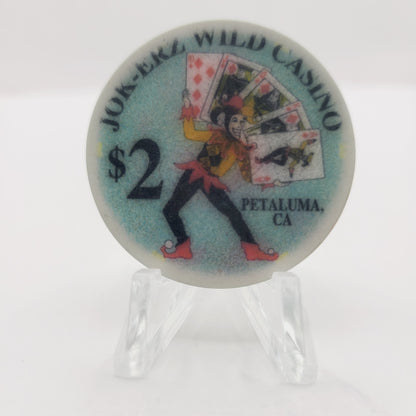 JOK-ERZ WILD CASINO
$2
PETALUMA,
CA